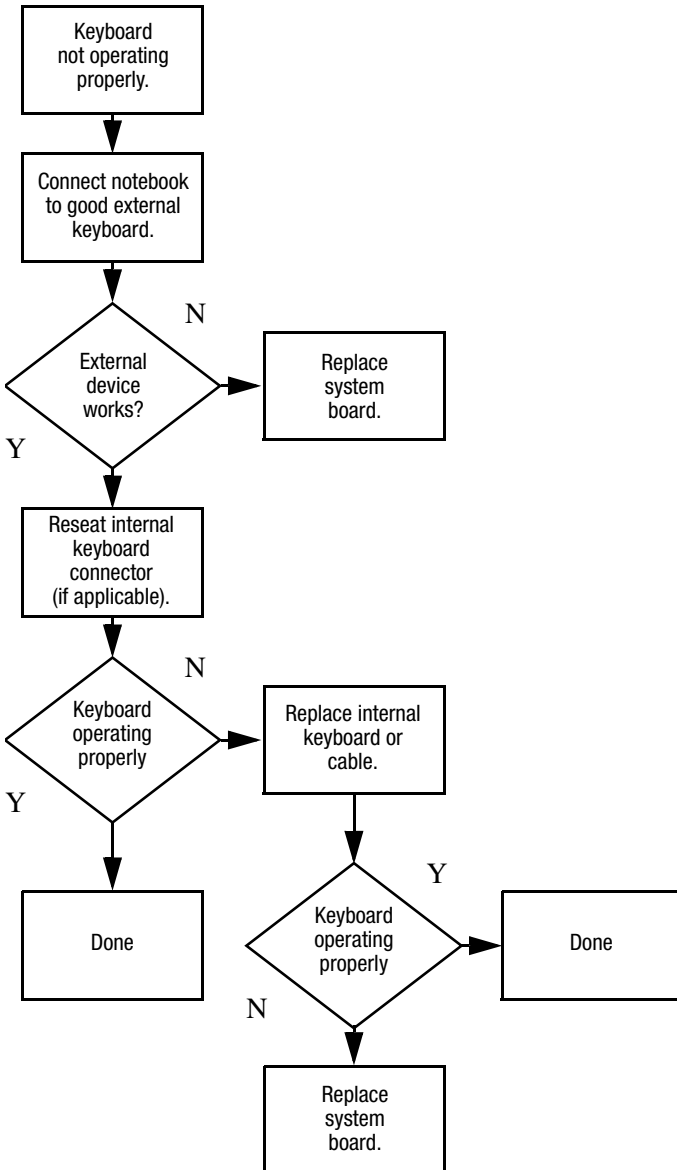 Keyboard
not operating
properly.
Connect notebook
to good external
keyboard.
N
External
device
works?
Replace
system
board.
Y
Reseat internal
keyboard
connector
(if applicable).
N
Keyboard
operating
properly
Replace internal
keyboard or
cable.
Y
Y
Done
Keyboard
operating
properly
Done
N
Replace
system
board.